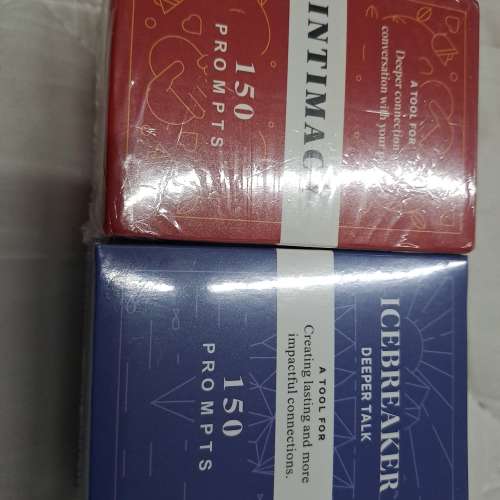 INTIMACY
A TOOL FOR
Deeper connection
conversation with your
150
PROMPTS
ICEBREAKER
DEEPER TALK
A TOOL FOR
Creating lasting and more
impactful connections.
150
PROMPTS